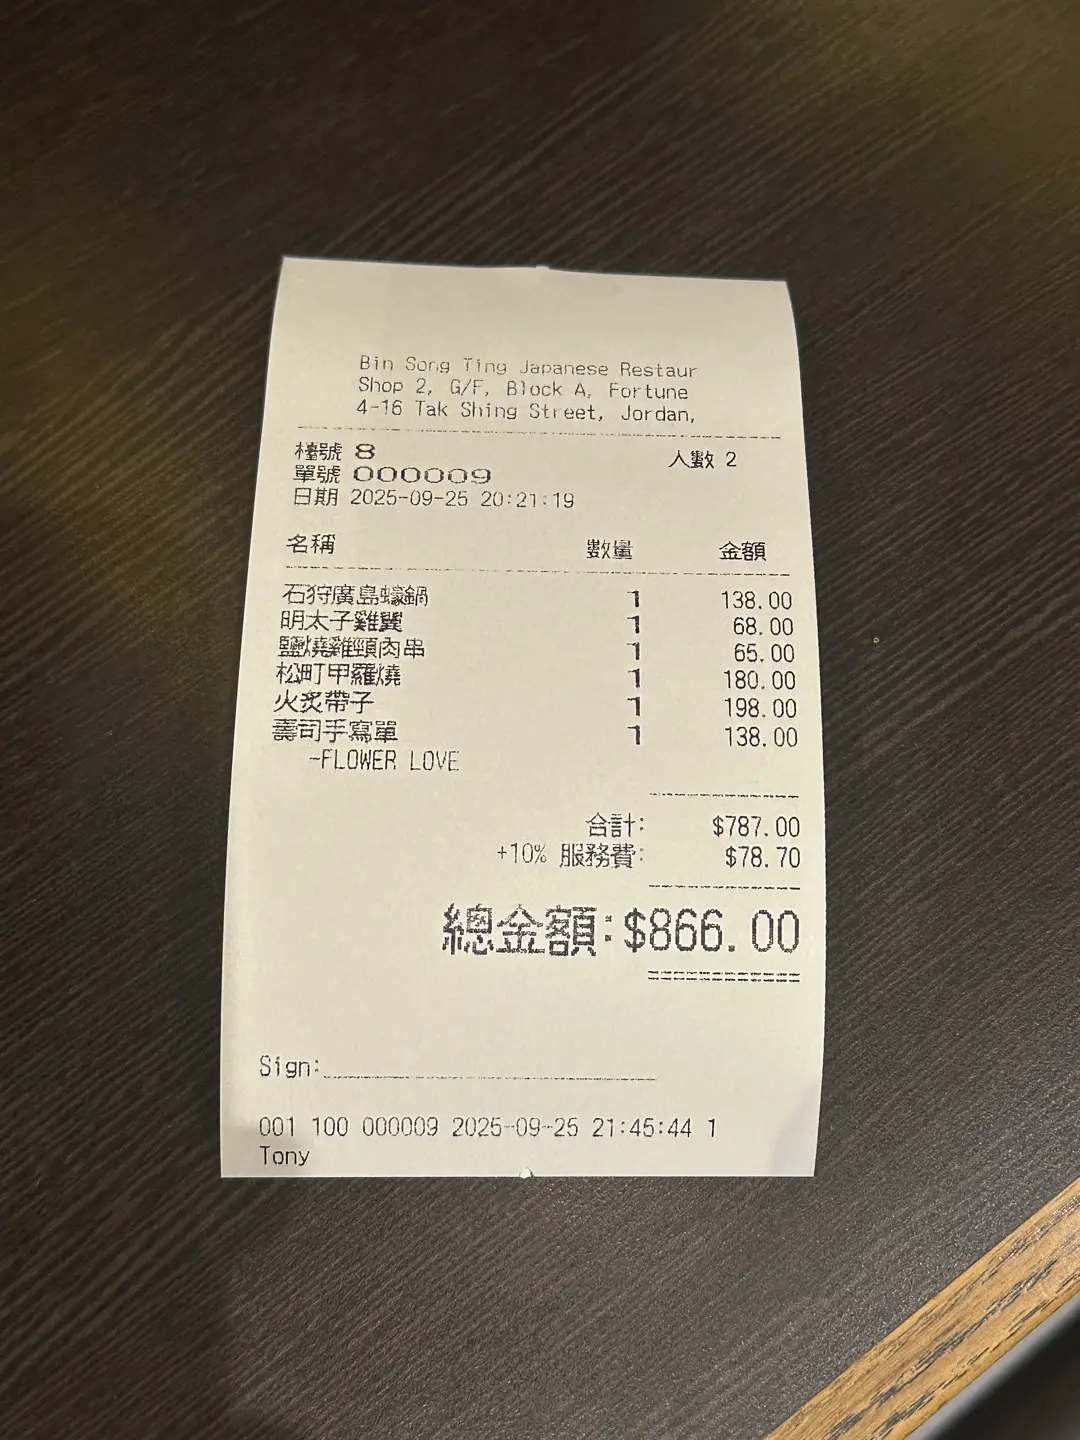 Bin Song Ting Japanese Restaur
Shop 2, G/F, Block A, Fortune
4-16 Tak Shing Street, Jordan,
檯號 8 人數 2
單號 000009
日期 2025-09-25 20:21:19
名稱 數量 金額
石狩廣島蠔鍋 1 138.00
明太子雞翼 1 68.00
鹽燒雞頸肉串 1 65.00
松町甲羅燒 1 180.00
火炙帶子 1 198.00
壽司手寫單 1 138.00
-FLOWER LOVE
合計: $787.00
+10% 服務費: $78.70
總金額:$866.00
Sign:
001 100 000009 2025-09-25 21:45:44 1
Tony